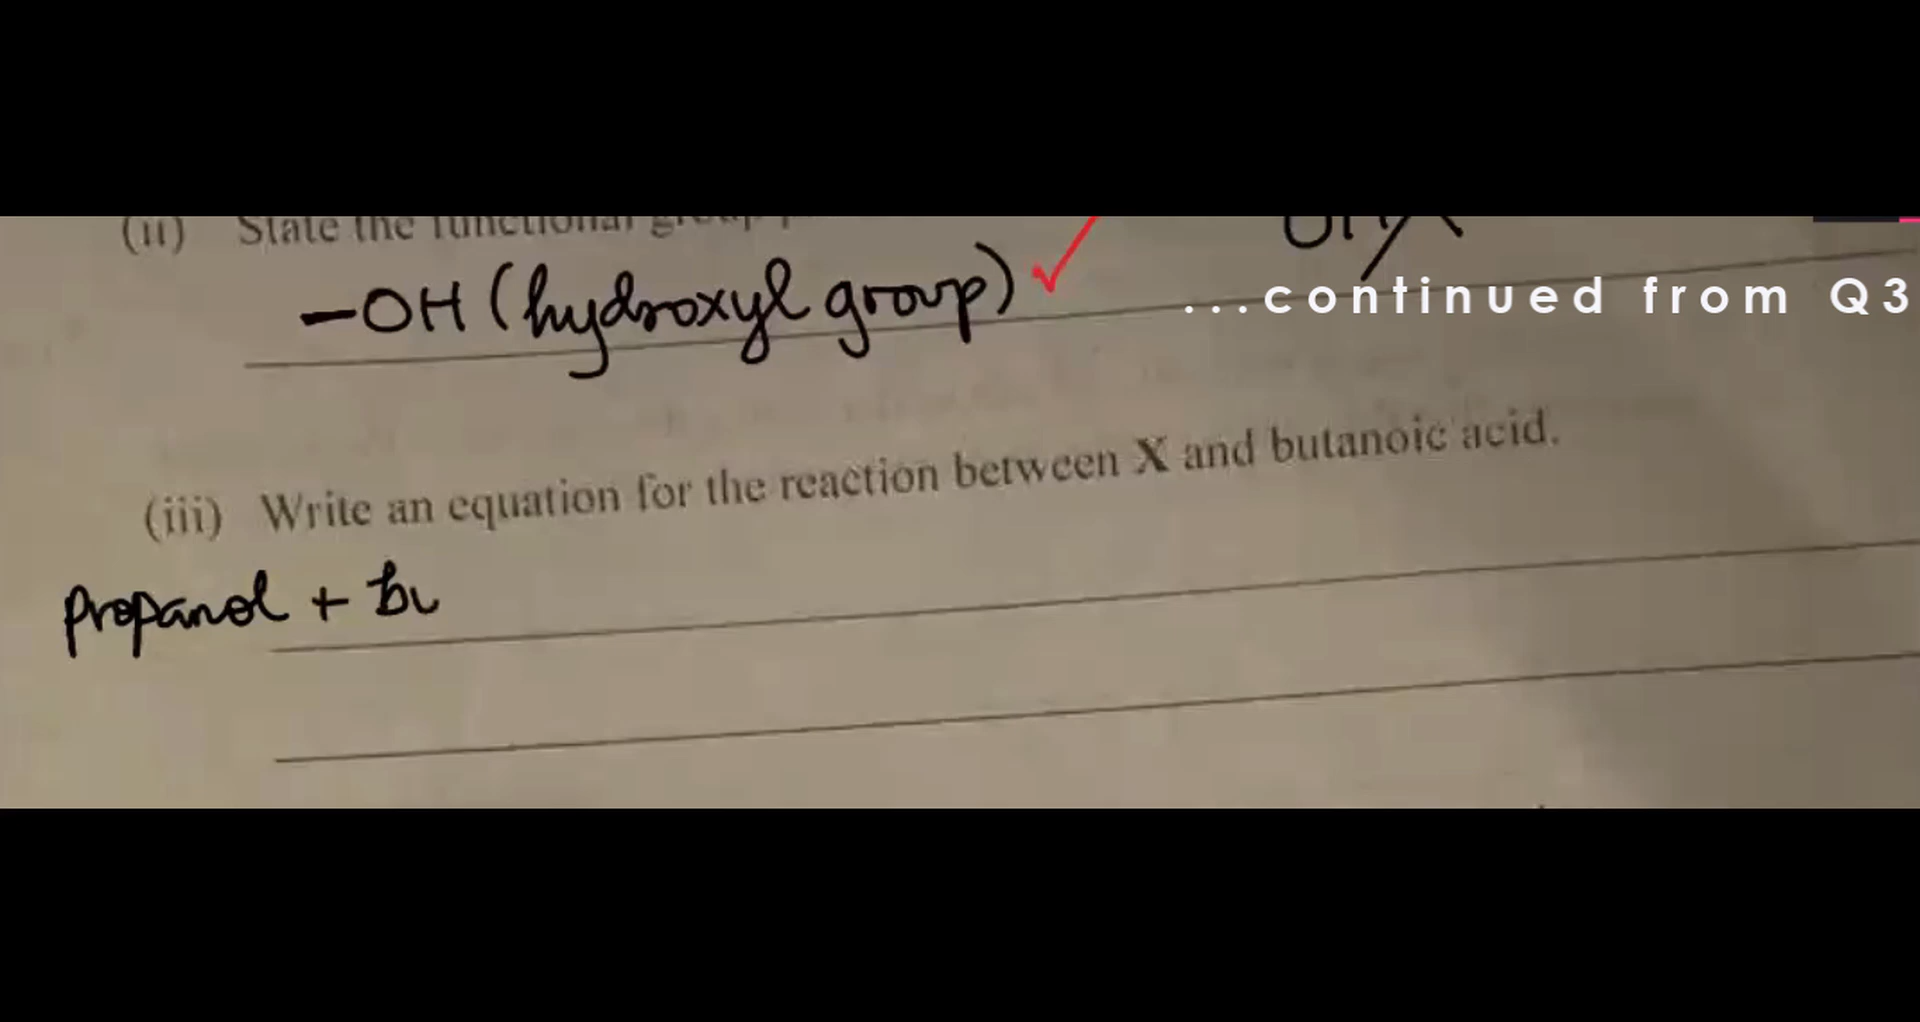 (ii) State the functional group
-OH (hydroxyl group)
...continued from Q3
(iii) Write an equation for the reaction between X and butanoic acid.
Propanol + bu